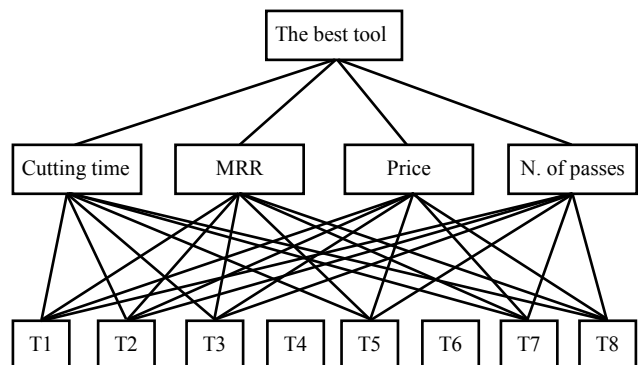 The best tool
Cutting time MRR Price N. of passes
T1 T2 T3 T4 T5 T6 T7 T8